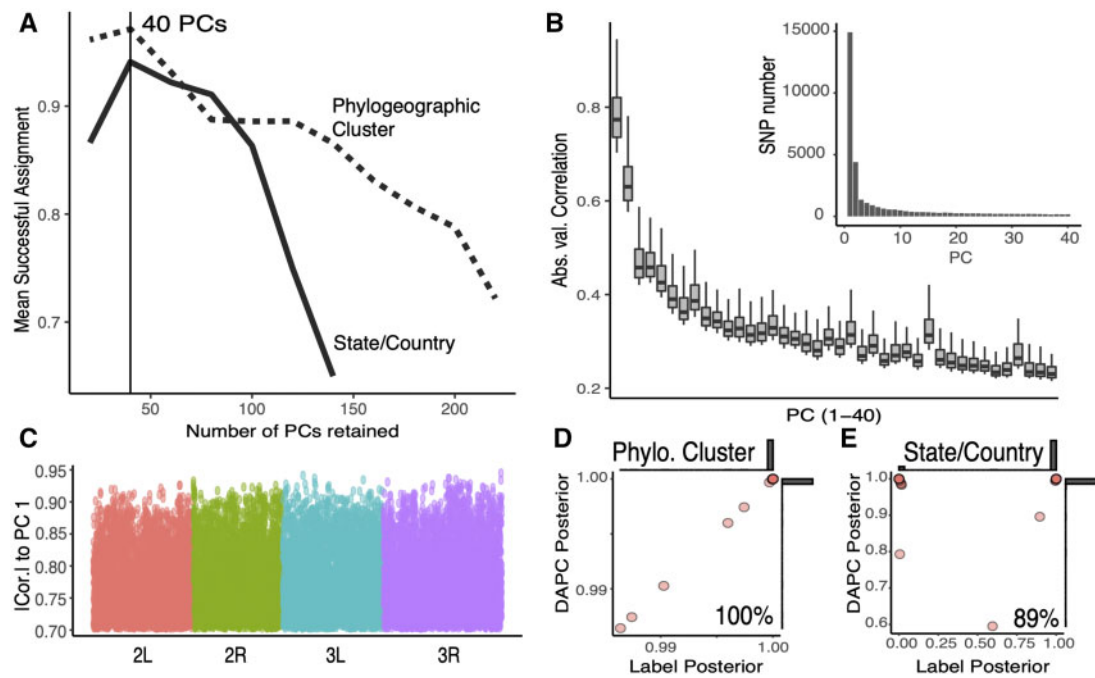 A
40 PCs
Phylogeographic
Cluster
State/Country
0.9
0.8
0.7
Mean Successful Assignment
50
100
150
200
Number of PCs retained
B
0.8
0.6
0.4
0.2
Abs. val. Correlation
PC (1–40)
15000
10000
5000
0
SNP number
0
10
20
30
40
PC
C
0.95
0.90
0.85
0.80
0.75
0.70
|Cor.| to PC 1
2L
2R
3L
3R
D
Phylo. Cluster
1.00
0.99
DAPC Posterior
100%
0.99
1.00
Label Posterior
E
State/Country
1.0
0.9
0.8
0.7
0.6
DAPC Posterior
89%
0.00
0.25
0.50
0.75
1.00
Label Posterior